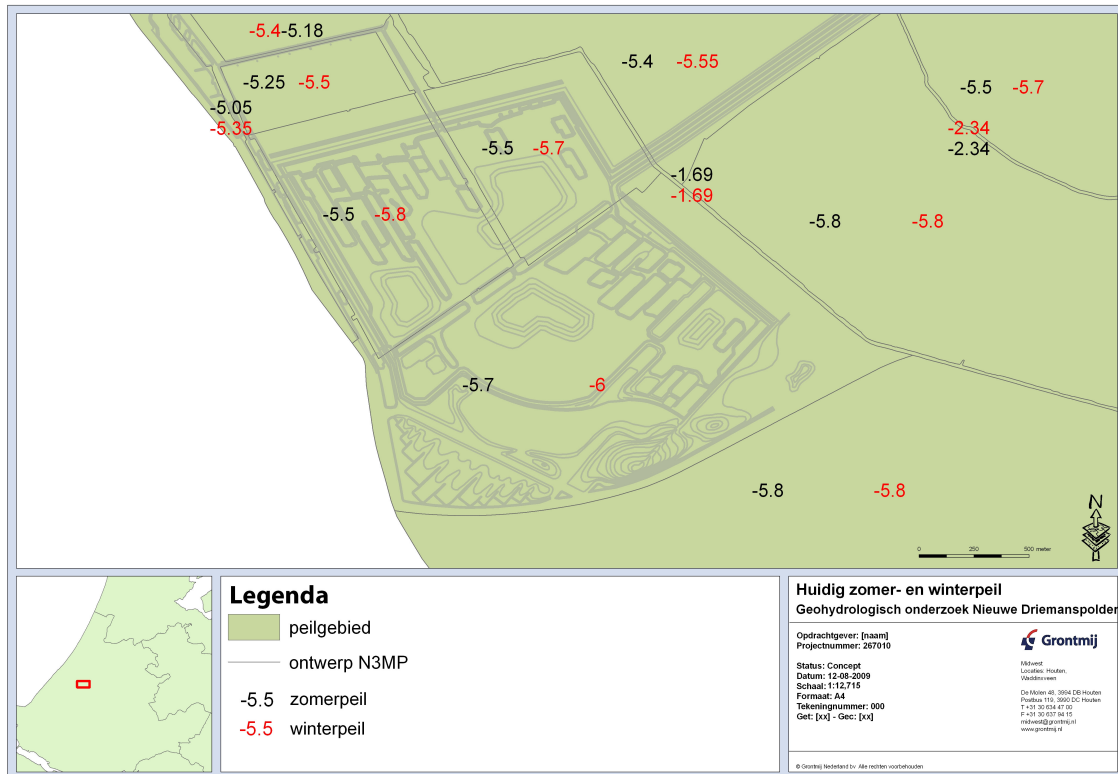 -5.4 -5.18
-5.4 -5.55
-5.25 -5.5
-5.5 -5.7
-5.05
-5.35
-2.34
-2.34
-5.5 -5.7
-1.69
-1.69
-5.5 -5.8
-5.8 -5.8
-5.7 -6
-5.8 -5.8
N
0 250 500 meter
Legenda
peilgebied
ontwerp N3MP
-5.5 zomerpeil
-5.5 winterpeil
Huidig zomer- en winterpeil
Geohydrologisch onderzoek Nieuwe Driemanspolder
Opdrachtgever: [naam]
Projectnummer: 267010
Status: Concept
Datum: 12-08-2009
Schaal: 1:12,715
Formaat: A4
Tekeningnummer: 000
Get: [xx] - Gec: [xx]
Grontmij
Midwest
Locaties: Houten,
Waddinxveen
De Molen 48, 3994 DB Houten
Postbus 119, 3990 DC Houten
T +31 30 634 47 00
F +31 30 637 94 15
midwest@grontmij.nl
www.grontmij.nl
© Grontmij Nederland bv Alle rechten voorbehouden